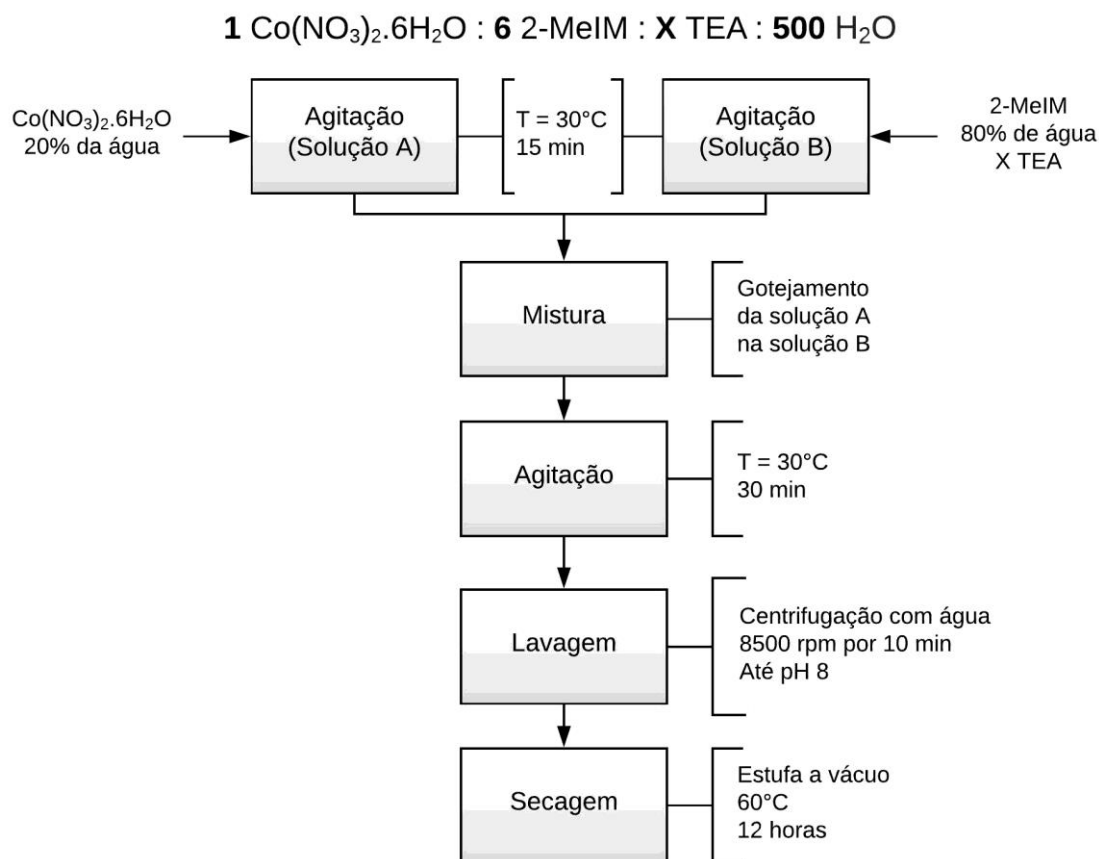 1 Co(NO₃)₂.6H₂O : 6 2-MeIM : X TEA : 500 H₂O
Co(NO₃)₂.6H₂O
20% da água
Agitação
(Solução A)
T = 30°C
15 min
Agitação
(Solução B)
2-MeIM
80% de água
X TEA
Mistura
Gotejamento
da solução A
na solução B
Agitação
T = 30°C
30 min
Lavagem
Centrifugação com água
8500 rpm por 10 min
Até pH 8
Secagem
Estufa a vácuo
60°C
12 horas